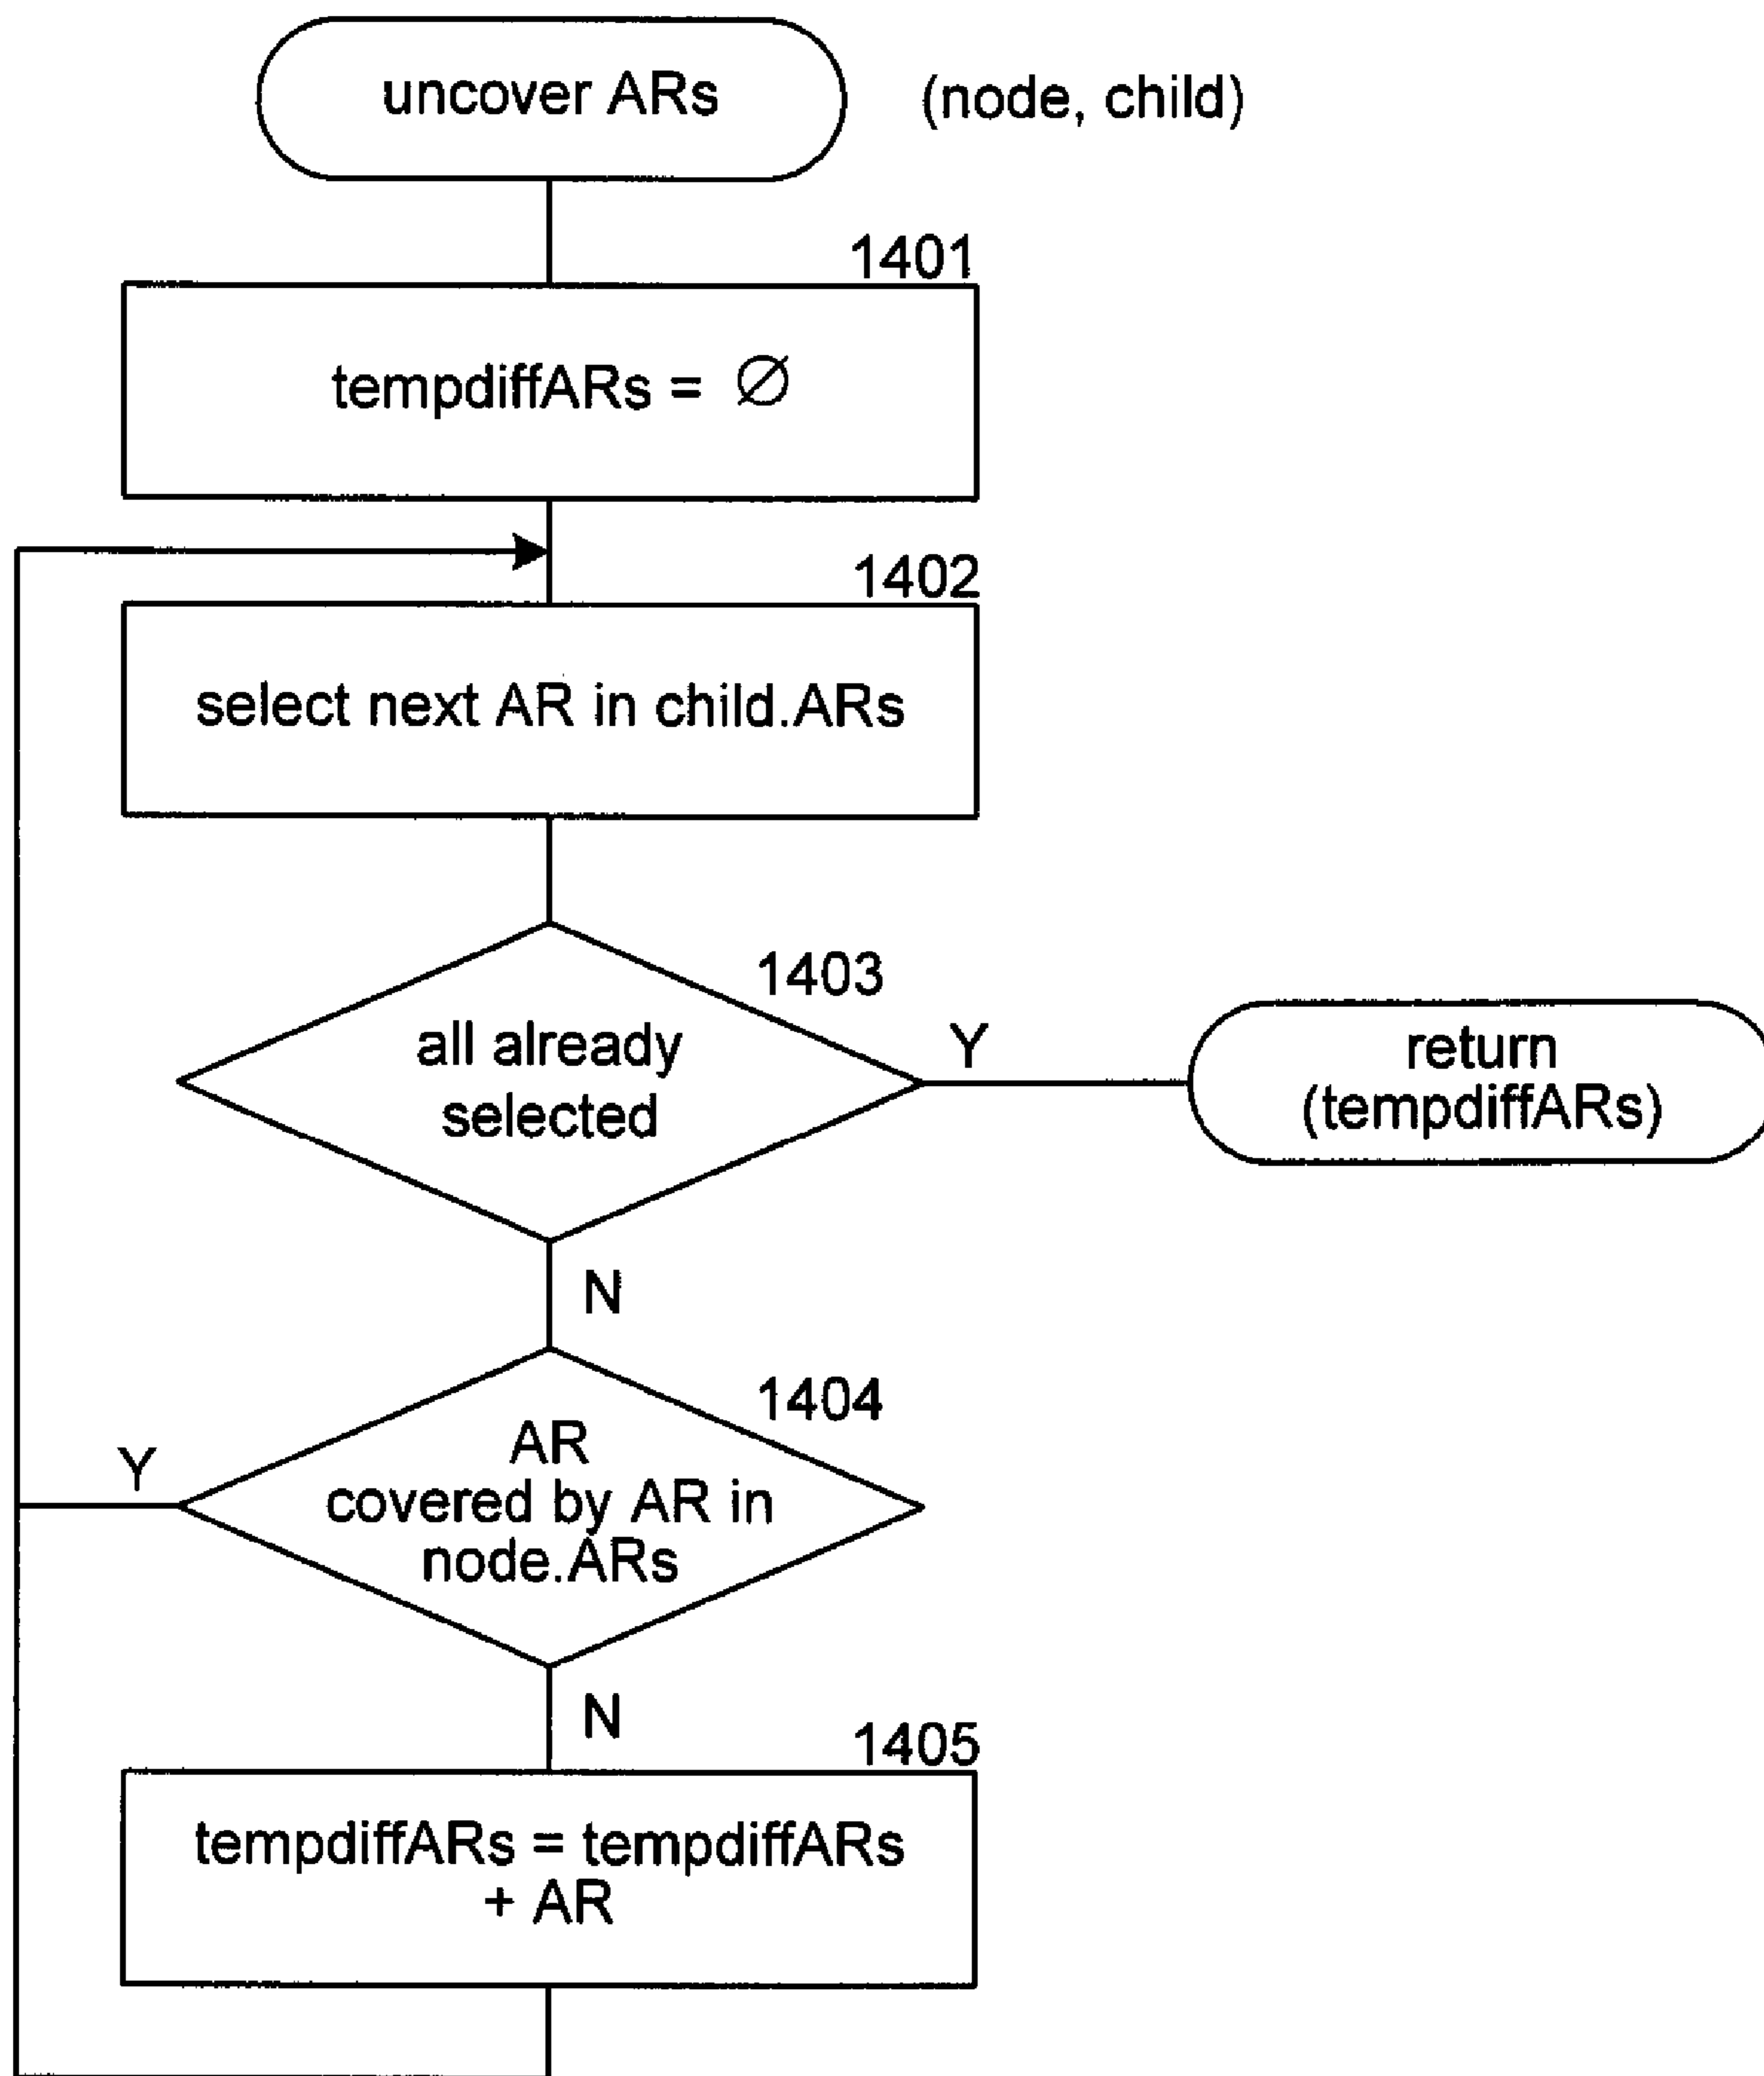 uncover ARs
(node, child)
1401
tempdiffARs = ∅
1402
select next AR in child.ARs
1403
all already
selected
Y
return
(tempdiffARs)
N
1404
AR
covered by AR in
node.ARs
Y
N
1405
tempdiffARs = tempdiffARs
+ AR